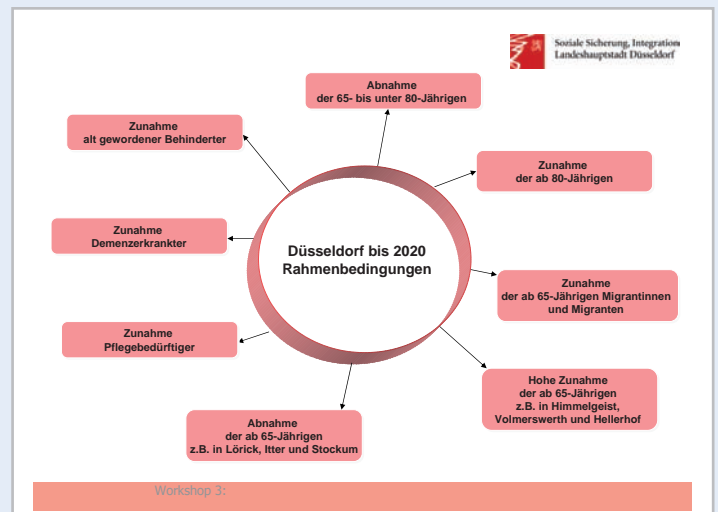 Soziale Sicherung, Integration
Landeshauptstadt Düsseldorf
Abnahme
der 65- bis unter 80-Jährigen
Zunahme
alt gewordener Behinderter
Zunahme
der ab 80-Jährigen
Zunahme
Demenzerkrankter
Düsseldorf bis 2020
Rahmenbedingungen
Zunahme
der ab 65-Jährigen Migrantinnen
und Migranten
Zunahme
Pflegebedürftiger
Hohe Zunahme
der ab 65-Jährigen
z.B. in Himmelgeist,
Volmerswerth und Hellerhof
Abnahme
der ab 65-Jährigen
z.B. in Lörick, Itter und Stockum
Workshop 3: